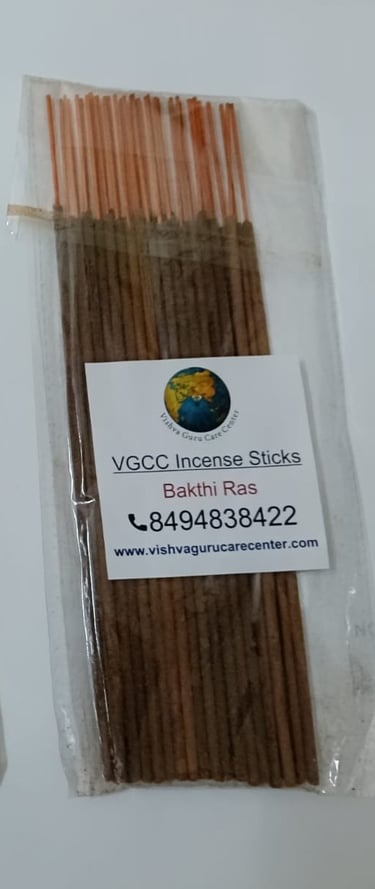 Vishva Guru Care Center
VGCC Incense Sticks
Bakthi Ras
8494838422
www.vishvagurucarecenter.com